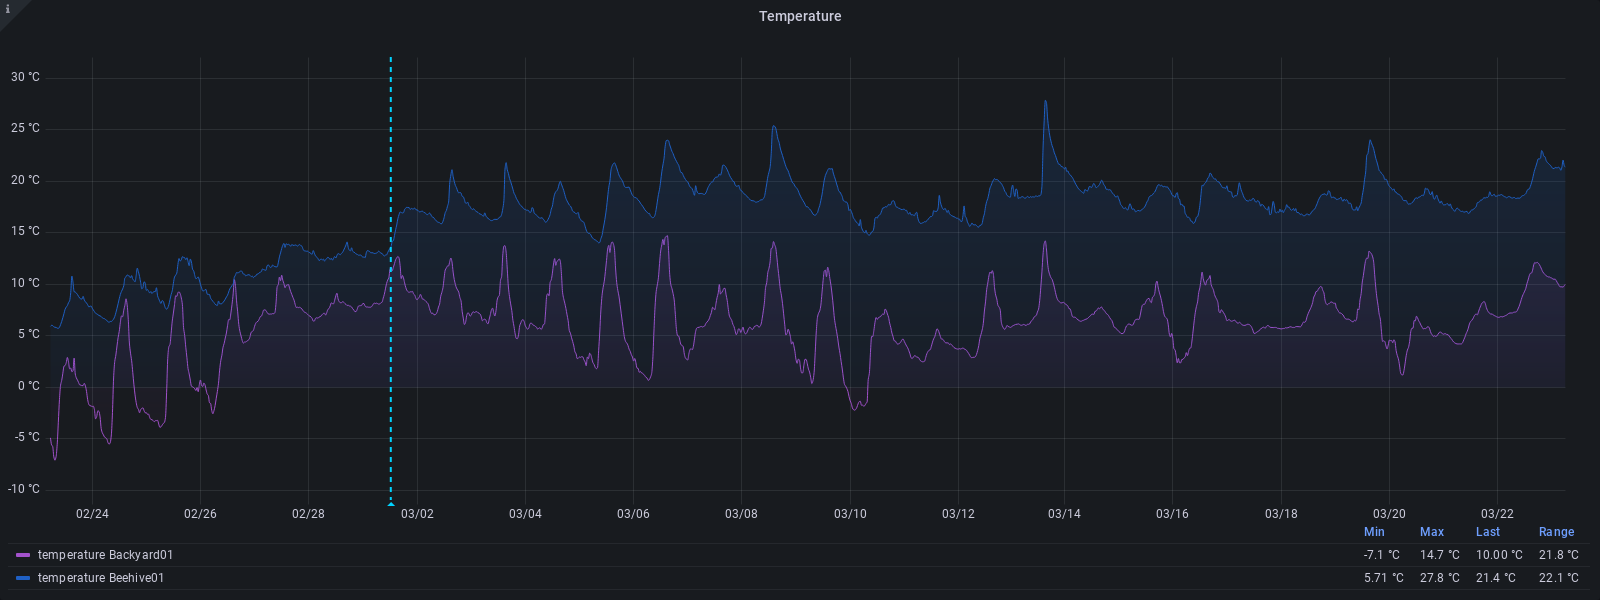 i
Temperature
30 °C
25 °C
20 °C
15 °C
10 °C
5 °C
0 °C
-5 °C
-10 °C
02/24 02/26 02/28 03/02 03/04 03/06 03/08 03/10 03/12 03/14 03/16 03/18 03/20 03/22
Min Max Last Range
temperature Backyard01 -7.1 °C 14.7 °C 10.00 °C 21.8 °C
temperature Beehive01 5.71 °C 27.8 °C 21.4 °C 22.1 °C